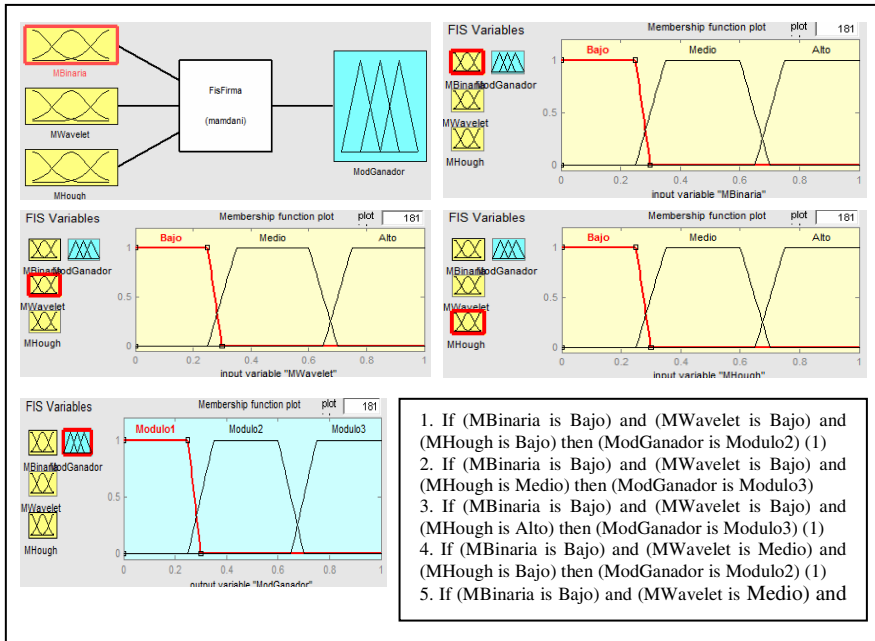 MBinaria
MWavelet
MHough
FisFirma
(mamdani)
ModGanador
FIS Variables
Membership function plot plot 181
MBinaria ModGanador
MWavelet
MHough
Bajo Medio Alto
1
0.5
0
0 0.2 0.4 0.6 0.8 1
input variable "MBinaria"
FIS Variables
Membership function plot plot 181
MBinaria ModGanador
MWavelet
MHough
Bajo Medio Alto
1
0.5
0
0 0.2 0.4 0.6 0.8 1
input variable "MWavelet"
FIS Variables
Membership function plot plot 181
MBinaria ModGanador
MWavelet
MHough
Bajo Medio Alto
1
0.5
0
0 0.2 0.4 0.6 0.8 1
input variable "MHough"
FIS Variables
Membership function plot plot 181
MBinaria ModGanador
MWavelet
MHough
Modulo1 Modulo2 Modulo3
1
0.5
0
0 0.2 0.4 0.6 0.8 1
output variable "ModGanador"
1. If (MBinaria is Bajo) and (MWavelet is Bajo) and
(MHough is Bajo) then (ModGanador is Modulo2) (1)
2. If (MBinaria is Bajo) and (MWavelet is Bajo) and
(MHough is Medio) then (ModGanador is Modulo3)
3. If (MBinaria is Bajo) and (MWavelet is Bajo) and
(MHough is Alto) then (ModGanador is Modulo3) (1)
4. If (MBinaria is Bajo) and (MWavelet is Medio) and
(MHough is Bajo) then (ModGanador is Modulo2) (1)
5. If (MBinaria is Bajo) and (MWavelet is Medio) and